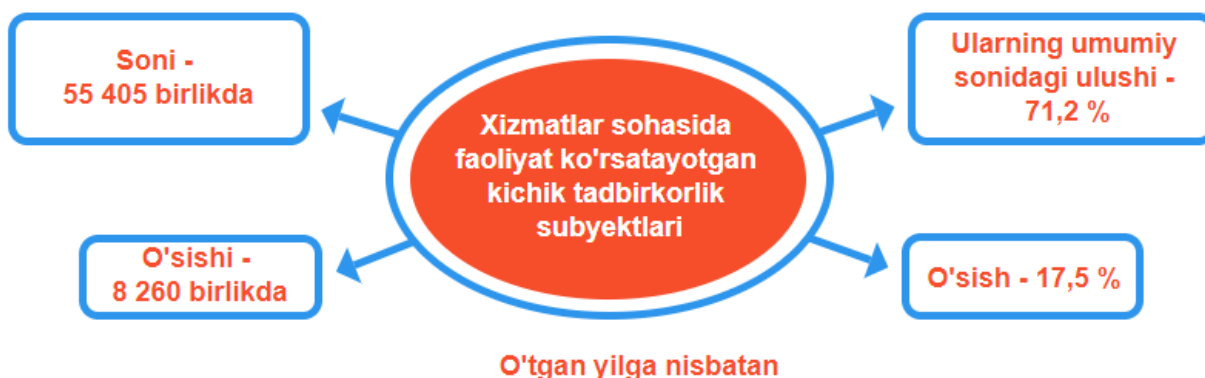 Soni -
55 405 birlikda
Ularning umumiy
sonidagi ulushi -
71,2 %
Xizmatlar sohasida
faoliyat ko'rsatayotgan
kichik tadbirkorlik
subyektlari
O'sishi -
8 260 birlikda
O'sish - 17,5 %
O'tgan yilga nisbatan